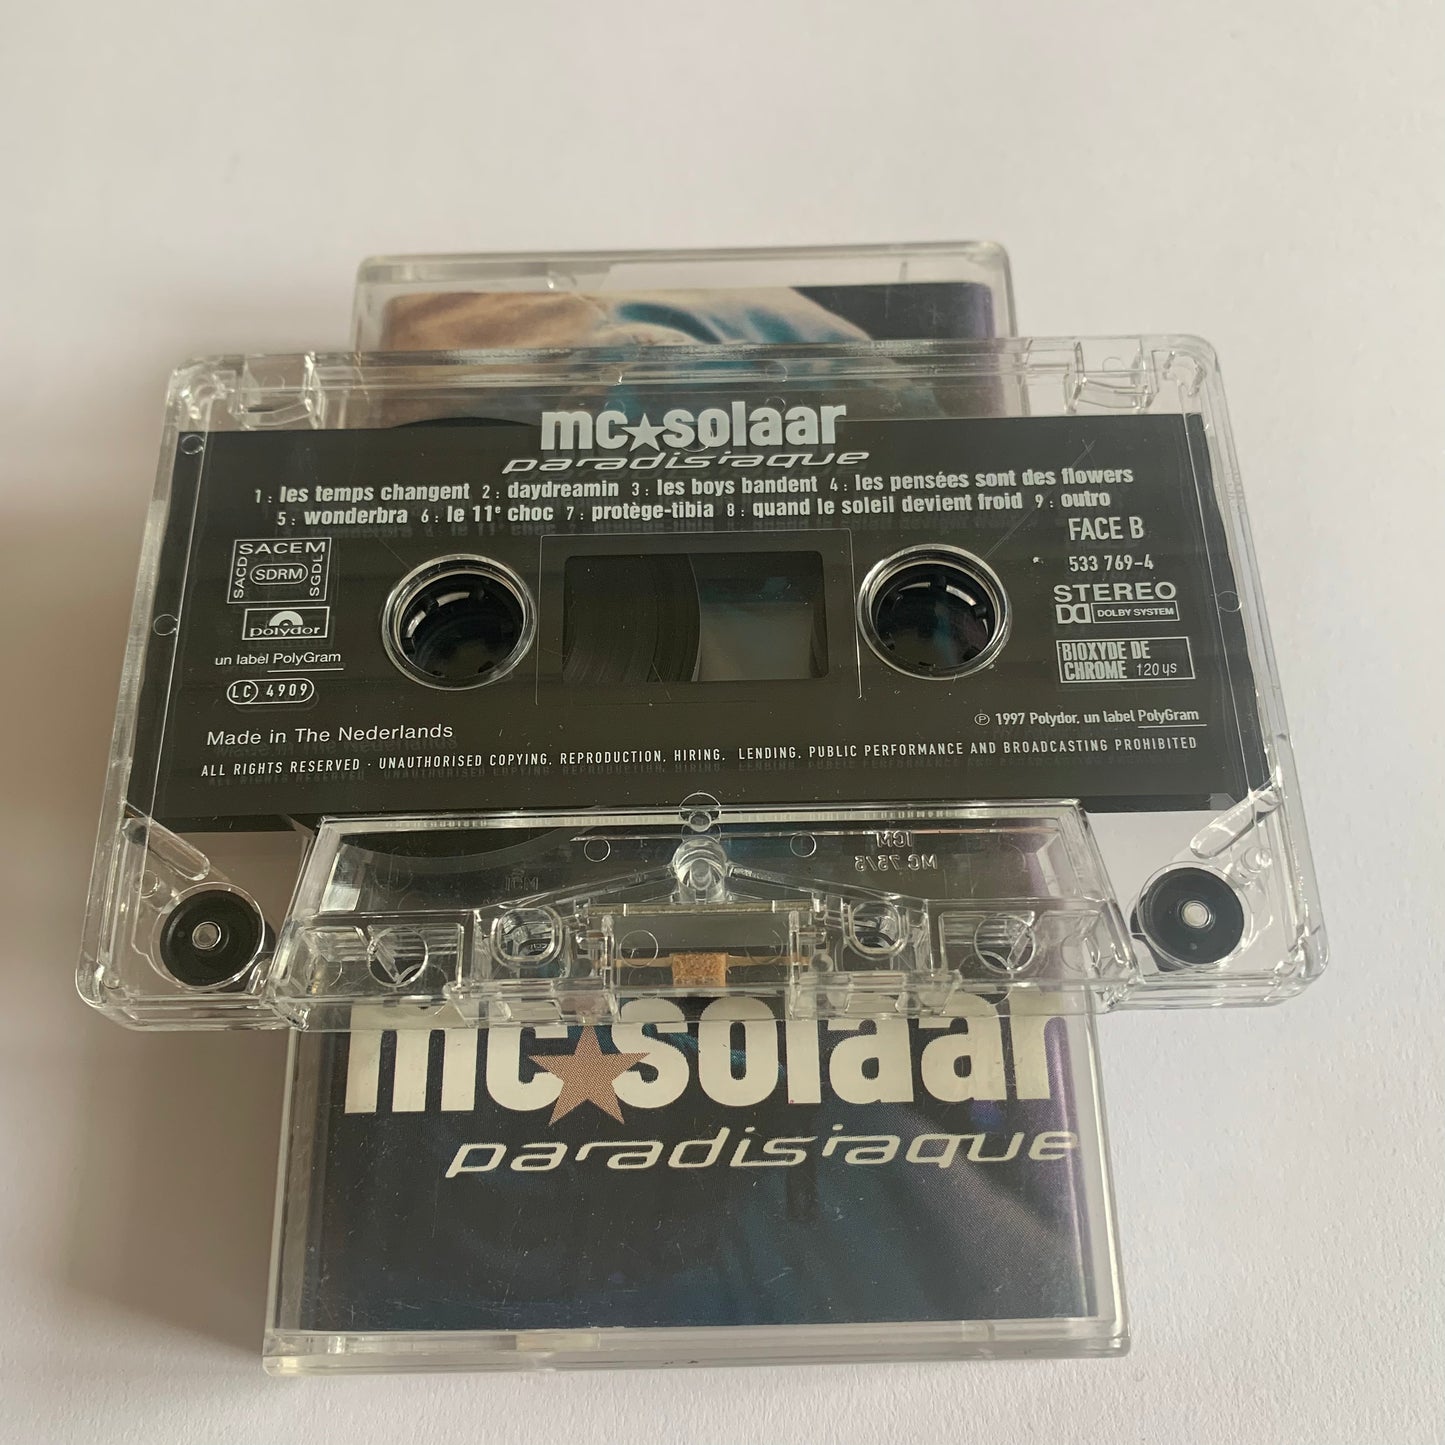 mc★solaar
paradisiaque
1 : les temps changent 2 : daydreamin 3 : les boys bandent 4 : les pensées sont des flowers
5 : wonderbra 6 : le 11e choc 7 : protège-tibia 8 : quand le soleil devient froid 9 : outro
FACE B
533 769-4
STEREO
DOLBY SYSTEM
BIOXYDE DE
CHROME 120 µs
SACEM
SACD
SDRM
SGDL
polydor
un label PolyGram
LC 4909
Made in The Nederlands
℗ 1997 Polydor, un label PolyGram
ALL RIGHTS RESERVED · UNAUTHORISED COPYING, REPRODUCTION, HIRING, LENDING, PUBLIC PERFORMANCE AND BROADCASTING PROHIBITED
ICM
MC 75/5
ICM
mc★solaar
paradisiaque